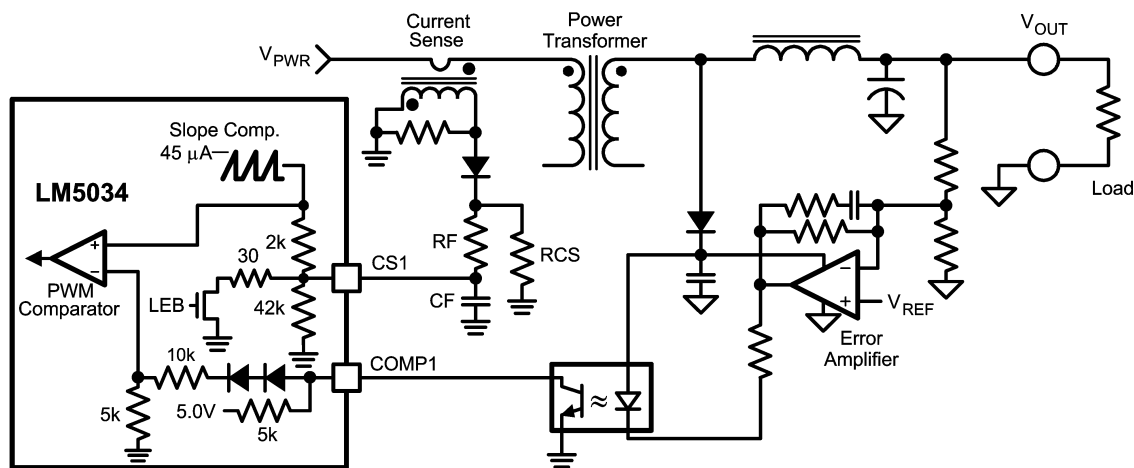 Current
Sense
Power
Transformer
VOUT
VPWR
Slope Comp.
45 μA
LM5034
2k
RF
RCS
Load
30
CS1
PWM
Comparator
LEB
42k
CF
VREF
Error
Amplifier
10k
COMP1
5k
5.0V
5k
+
−
−
+
≈